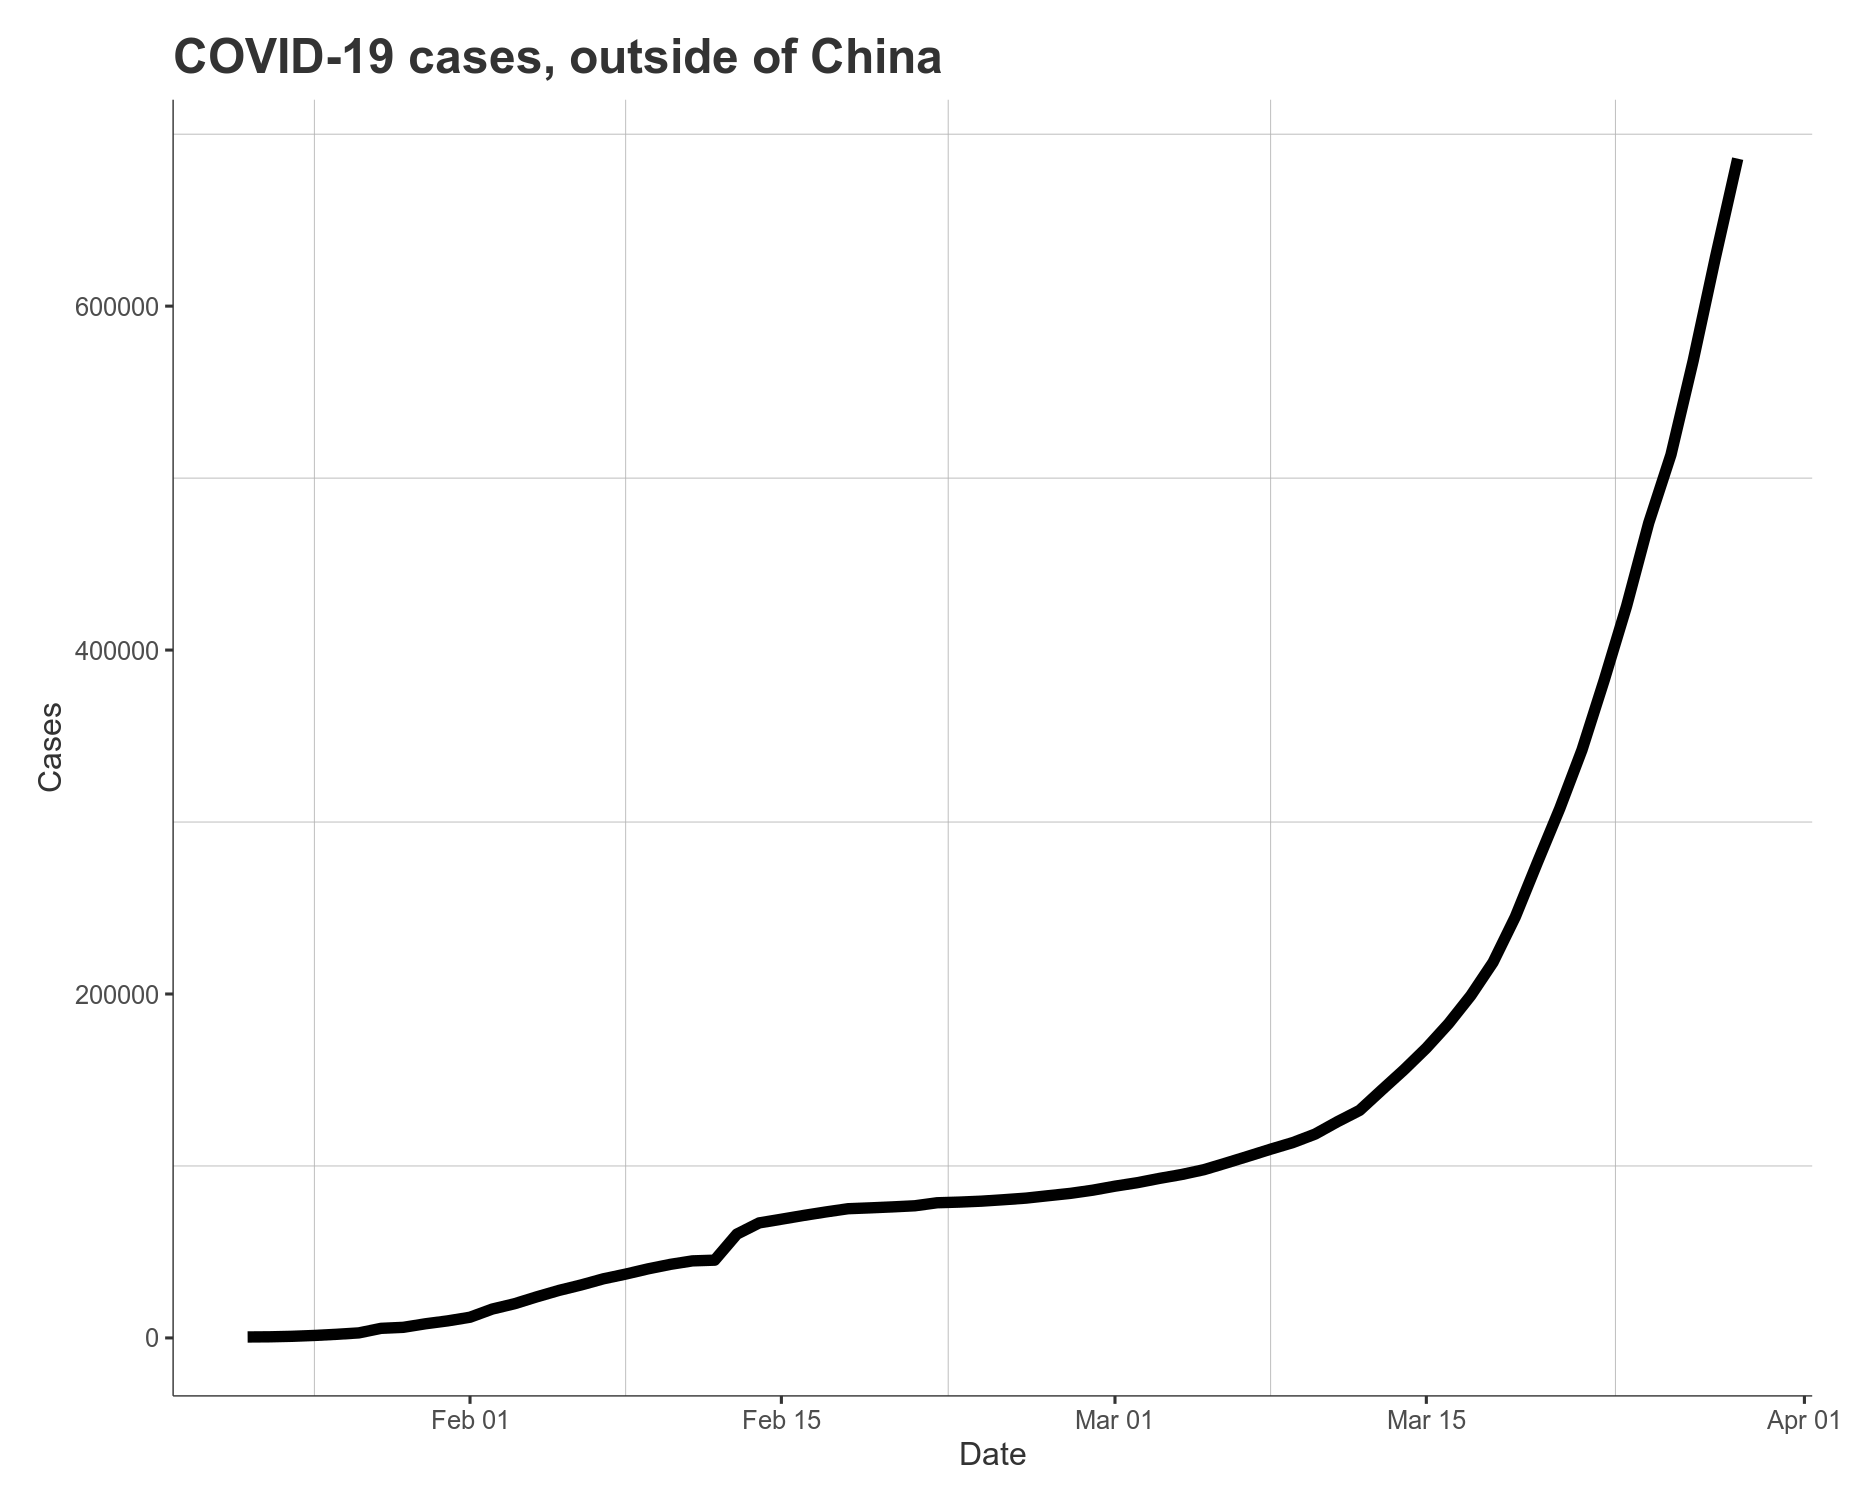 COVID-19 cases, outside of China
600000
400000
200000
0
Cases
Feb 01
Feb 15
Mar 01
Mar 15
Apr 01
Date